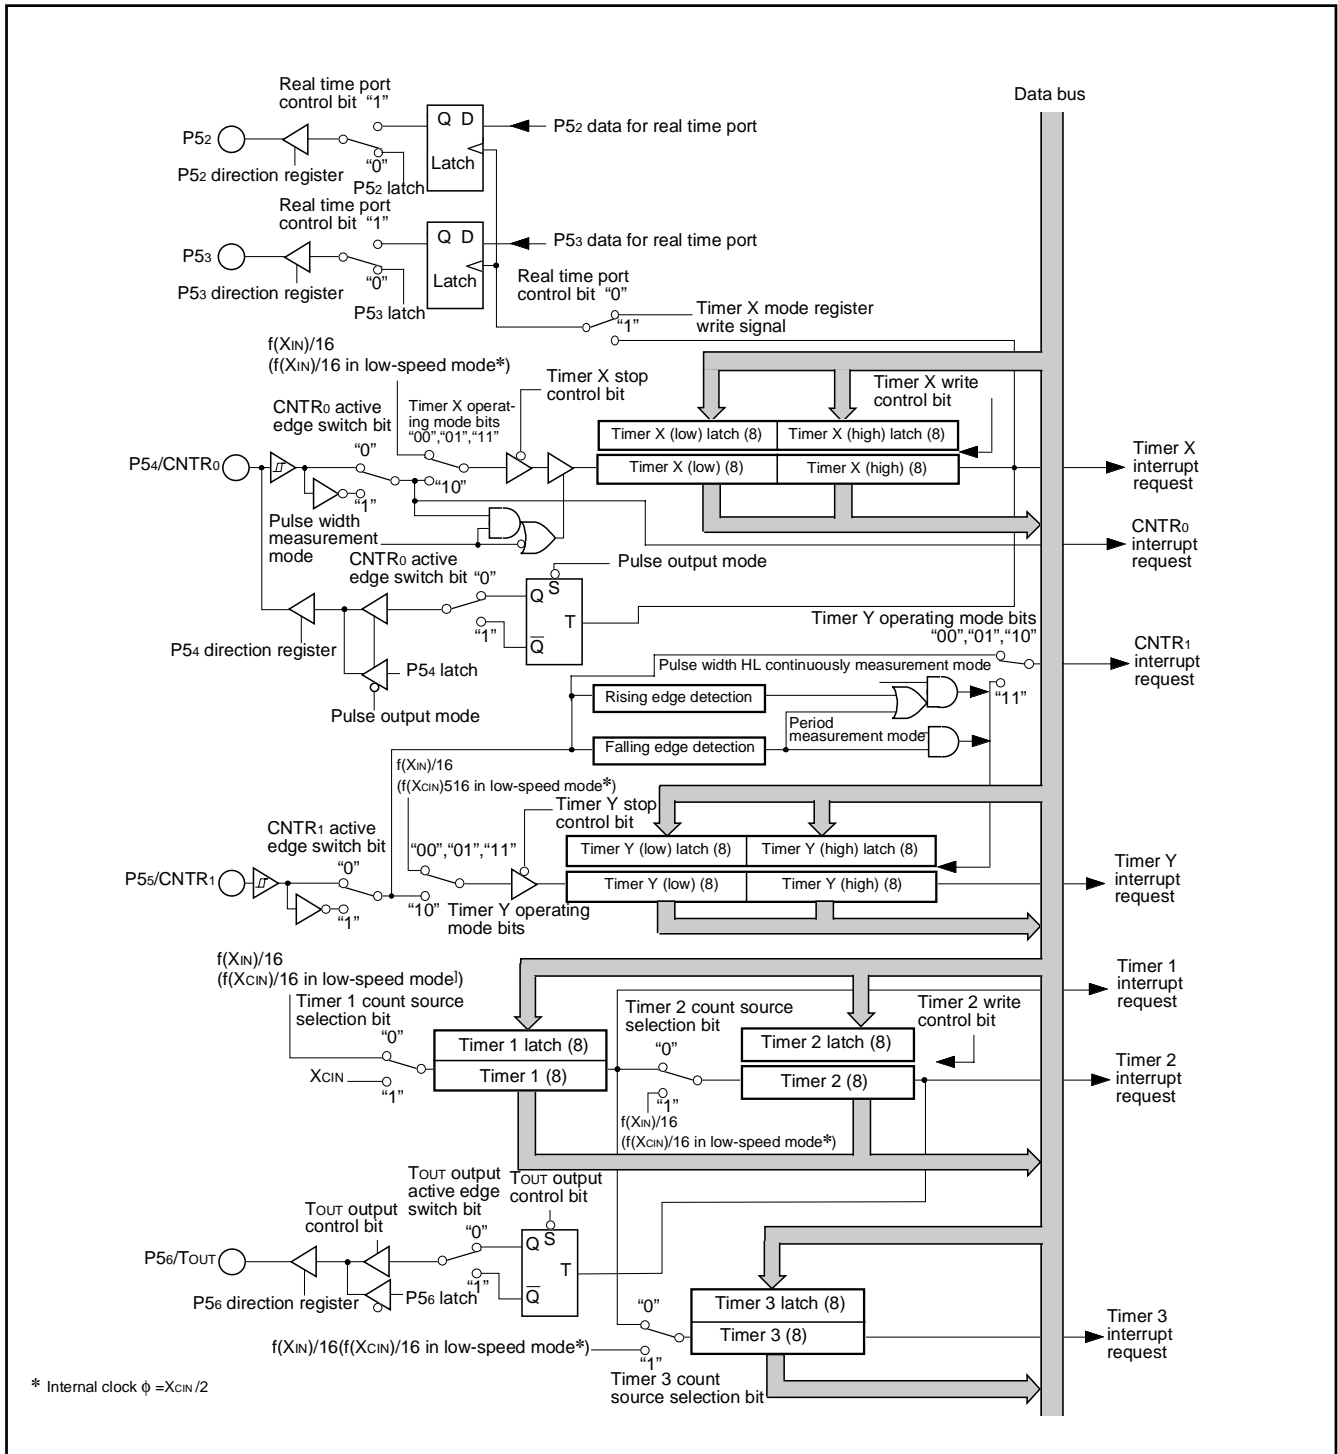 Data bus
Real time port
control bit “1”
Q D
P52 data for real time port
P52
Latch
“0”
P52 direction register
P52 latch
Real time port
control bit “1”
Q D
P53 data for real time port
P53
Latch
“0”
P53 direction register
P53 latch
Real time port
control bit “0”
“1”
Timer X mode register
write signal
f(XIN)/16
(f(XIN)/16 in low-speed mode*)
Timer X stop
control bit
Timer X write
control bit
CNTR0 active
edge switch bit
Timer X operat-
ing mode bits
“00”,“01”,“11”
“0”
Timer X (low) latch (8)
Timer X (high) latch (8)
P54/CNTR0
Timer X (low) (8)
Timer X (high) (8)
Timer X
interrupt
request
“10”
“1”
Pulse width
measurement
mode
CNTR0
interrupt
request
CNTR0 active
edge switch bit “0”
Pulse output mode
Q
S
T
“1”
Q
P54 direction register
P54 latch
Pulse output mode
Timer Y operating mode bits
“00”,“01”,“10”
CNTR1
interrupt
request
Pulse width HL continuously measurement mode
“11”
Rising edge detection
Period
measurement mode
Falling edge detection
f(XIN)/16
(f(XCIN)516 in low-speed mode*)
Timer Y stop
control bit
CNTR1 active
edge switch bit
“00”,“01”,“11”
“0”
Timer Y (low) latch (8)
Timer Y (high) latch (8)
P55/CNTR1
Timer Y (low) (8)
Timer Y (high) (8)
Timer Y
interrupt
request
“1”
“10”
Timer Y operating
mode bits
f(XIN)/16
(f(XCIN)/16 in low-speed mode])
Timer 1 count source
selection bit
Timer 2 count source
selection bit
Timer 2 write
control bit
Timer 1
interrupt
request
“0”
Timer 1 latch (8)
“0”
Timer 2 latch (8)
XCIN
Timer 1 (8)
Timer 2 (8)
Timer 2
interrupt
request
“1”
“1”
f(XIN)/16
(f(XCIN)/16 in low-speed mode*)
TOUT output
active edge
switch bit
TOUT output
control bit
TOUT output
control bit
“0”
Q
S
P56/TOUT
T
“1”
Q
P56 direction register
P56 latch
“0”
Timer 3 latch (8)
Timer 3 (8)
Timer 3
interrupt
request
f(XIN)/16(f(XCIN)/16 in low-speed mode*)
“1”
Timer 3 count
source selection bit
* Internal clock φ =XCIN/2